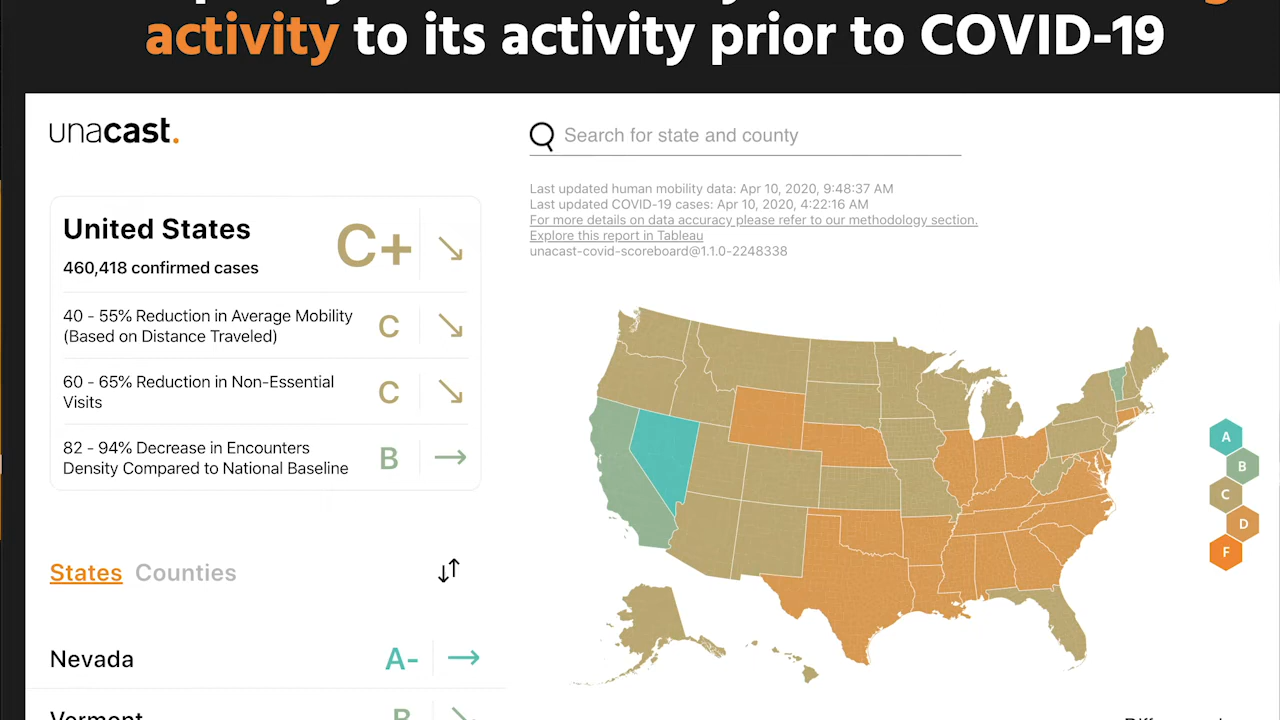 activity to its activity prior to COVID-19
unacast.
Search for state and county
Last updated human mobility data: Apr 10, 2020, 9:48:37 AM
Last updated COVID-19 cases: Apr 10, 2020, 4:22:16 AM
For more details on data accuracy please refer to our methodology section.
Explore this report in Tableau
unacast-covid-scoreboard@1.1.0-2248338
United States
460,418 confirmed cases
C+
40 - 55% Reduction in Average Mobility
(Based on Distance Traveled)
C
60 - 65% Reduction in Non-Essential
Visits
C
82 - 94% Decrease in Encounters
Density Compared to National Baseline
B
States Counties
Nevada A-
Vermont B
A
B
C
D
F